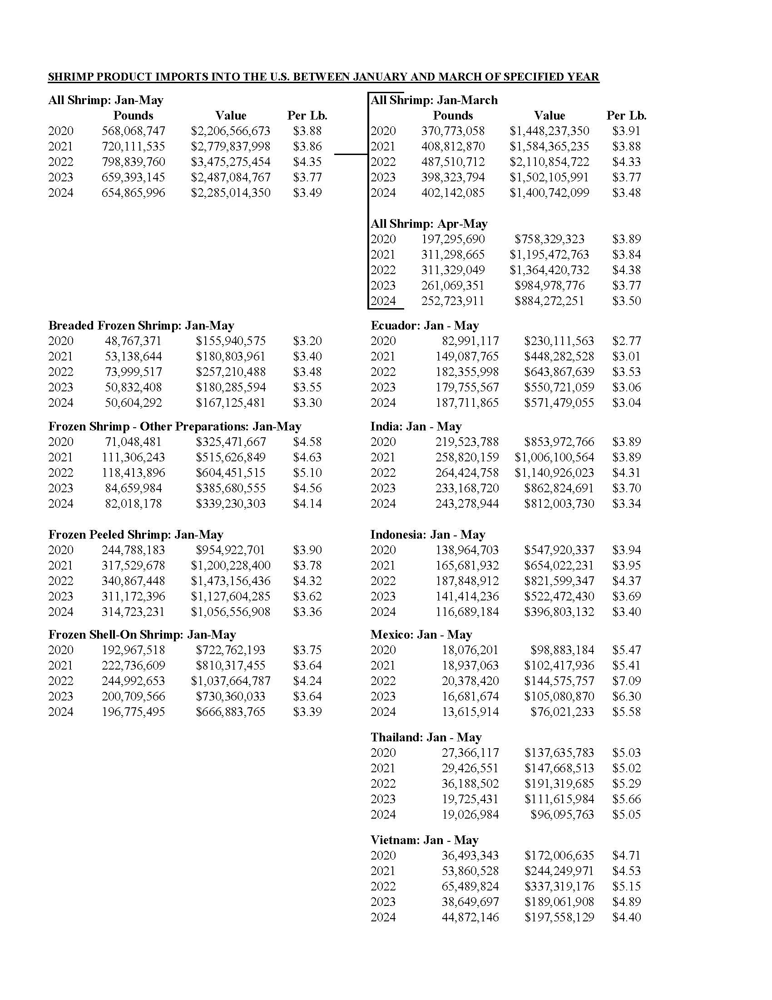 SHRIMP PRODUCT IMPORTS INTO THE U.S. BETWEEN JANUARY AND MARCH OF SPECIFIED YEAR
All Shrimp: Jan-May
Pounds Value Per Lb.
2020 568,068,747 $2,206,566,673 $3.88
2021 720,111,535 $2,779,837,998 $3.86
2022 798,839,760 $3,475,275,454 $4.35
2023 659,393,145 $2,487,084,767 $3.77
2024 654,865,996 $2,285,014,350 $3.49
All Shrimp: Jan-March
Pounds Value Per Lb.
2020 370,773,058 $1,448,237,350 $3.91
2021 408,812,870 $1,584,365,235 $3.88
2022 487,510,712 $2,110,854,722 $4.33
2023 398,323,794 $1,502,105,991 $3.77
2024 402,142,085 $1,400,742,099 $3.48
All Shrimp: Apr-May
2020 197,295,690 $758,329,323 $3.89
2021 311,298,665 $1,195,472,763 $3.84
2022 311,329,049 $1,364,420,732 $4.38
2023 261,069,351 $984,978,776 $3.77
2024 252,723,911 $884,272,251 $3.50
Breaded Frozen Shrimp: Jan-May
2020 48,767,371 $155,940,575 $3.20
2021 53,138,644 $180,803,961 $3.40
2022 73,999,517 $257,210,488 $3.48
2023 50,832,408 $180,285,594 $3.55
2024 50,604,292 $167,125,481 $3.30
Frozen Shrimp - Other Preparations: Jan-May
2020 71,048,481 $325,471,667 $4.58
2021 111,306,243 $515,626,849 $4.63
2022 118,413,896 $604,451,515 $5.10
2023 84,659,984 $385,680,555 $4.56
2024 82,018,178 $339,230,303 $4.14
Frozen Peeled Shrimp: Jan-May
2020 244,788,183 $954,922,701 $3.90
2021 317,529,678 $1,200,228,400 $3.78
2022 340,867,448 $1,473,156,436 $4.32
2023 311,172,396 $1,127,604,285 $3.62
2024 314,723,231 $1,056,556,908 $3.36
Frozen Shell-On Shrimp: Jan-May
2020 192,967,518 $722,762,193 $3.75
2021 222,736,609 $810,317,455 $3.64
2022 244,992,653 $1,037,664,787 $4.24
2023 200,709,566 $730,360,033 $3.64
2024 196,775,495 $666,883,765 $3.39
Ecuador: Jan - May
2020 82,991,117 $230,111,563 $2.77
2021 149,087,765 $448,282,528 $3.01
2022 182,355,998 $643,867,639 $3.53
2023 179,755,567 $550,721,059 $3.06
2024 187,711,865 $571,479,055 $3.04
India: Jan - May
2020 219,523,788 $853,972,766 $3.89
2021 258,820,159 $1,006,100,564 $3.89
2022 264,424,758 $1,140,926,023 $4.31
2023 233,168,720 $862,824,691 $3.70
2024 243,278,944 $812,003,730 $3.34
Indonesia: Jan - May
2020 138,964,703 $547,920,337 $3.94
2021 165,681,932 $654,022,231 $3.95
2022 187,848,912 $821,599,347 $4.37
2023 141,414,236 $522,472,430 $3.69
2024 116,689,184 $396,803,132 $3.40
Mexico: Jan - May
2020 18,076,201 $98,883,184 $5.47
2021 18,937,063 $102,417,936 $5.41
2022 20,378,420 $144,575,757 $7.09
2023 16,681,674 $105,080,870 $6.30
2024 13,615,914 $76,021,233 $5.58
Thailand: Jan - May
2020 27,366,117 $137,635,783 $5.03
2021 29,426,551 $147,668,513 $5.02
2022 36,188,502 $191,319,685 $5.29
2023 19,725,431 $111,615,984 $5.66
2024 19,026,984 $96,095,763 $5.05
Vietnam: Jan - May
2020 36,493,343 $172,006,635 $4.71
2021 53,860,528 $244,249,971 $4.53
2022 65,489,824 $337,319,176 $5.15
2023 38,649,697 $189,061,908 $4.89
2024 44,872,146 $197,558,129 $4.40